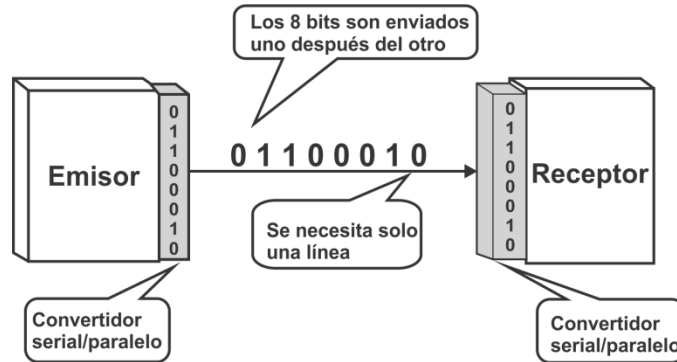 Los 8 bits son enviados
uno después del otro
0
1
1
0
0
0
1
0
Emisor
0 1 1 0 0 0 1 0
0
1
1
0
0
0
1
0
Receptor
Se necesita solo
una línea
Convertidor
serial/paralelo
Convertidor
serial/paralelo